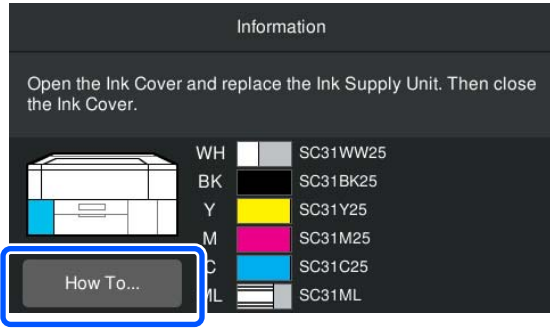 Information
Open the Ink Cover and replace the Ink Supply Unit. Then close
the Ink Cover.
WH SC31WW25
BK SC31BK25
Y SC31Y25
M SC31M25
C SC31C25
ML SC31ML
How To...